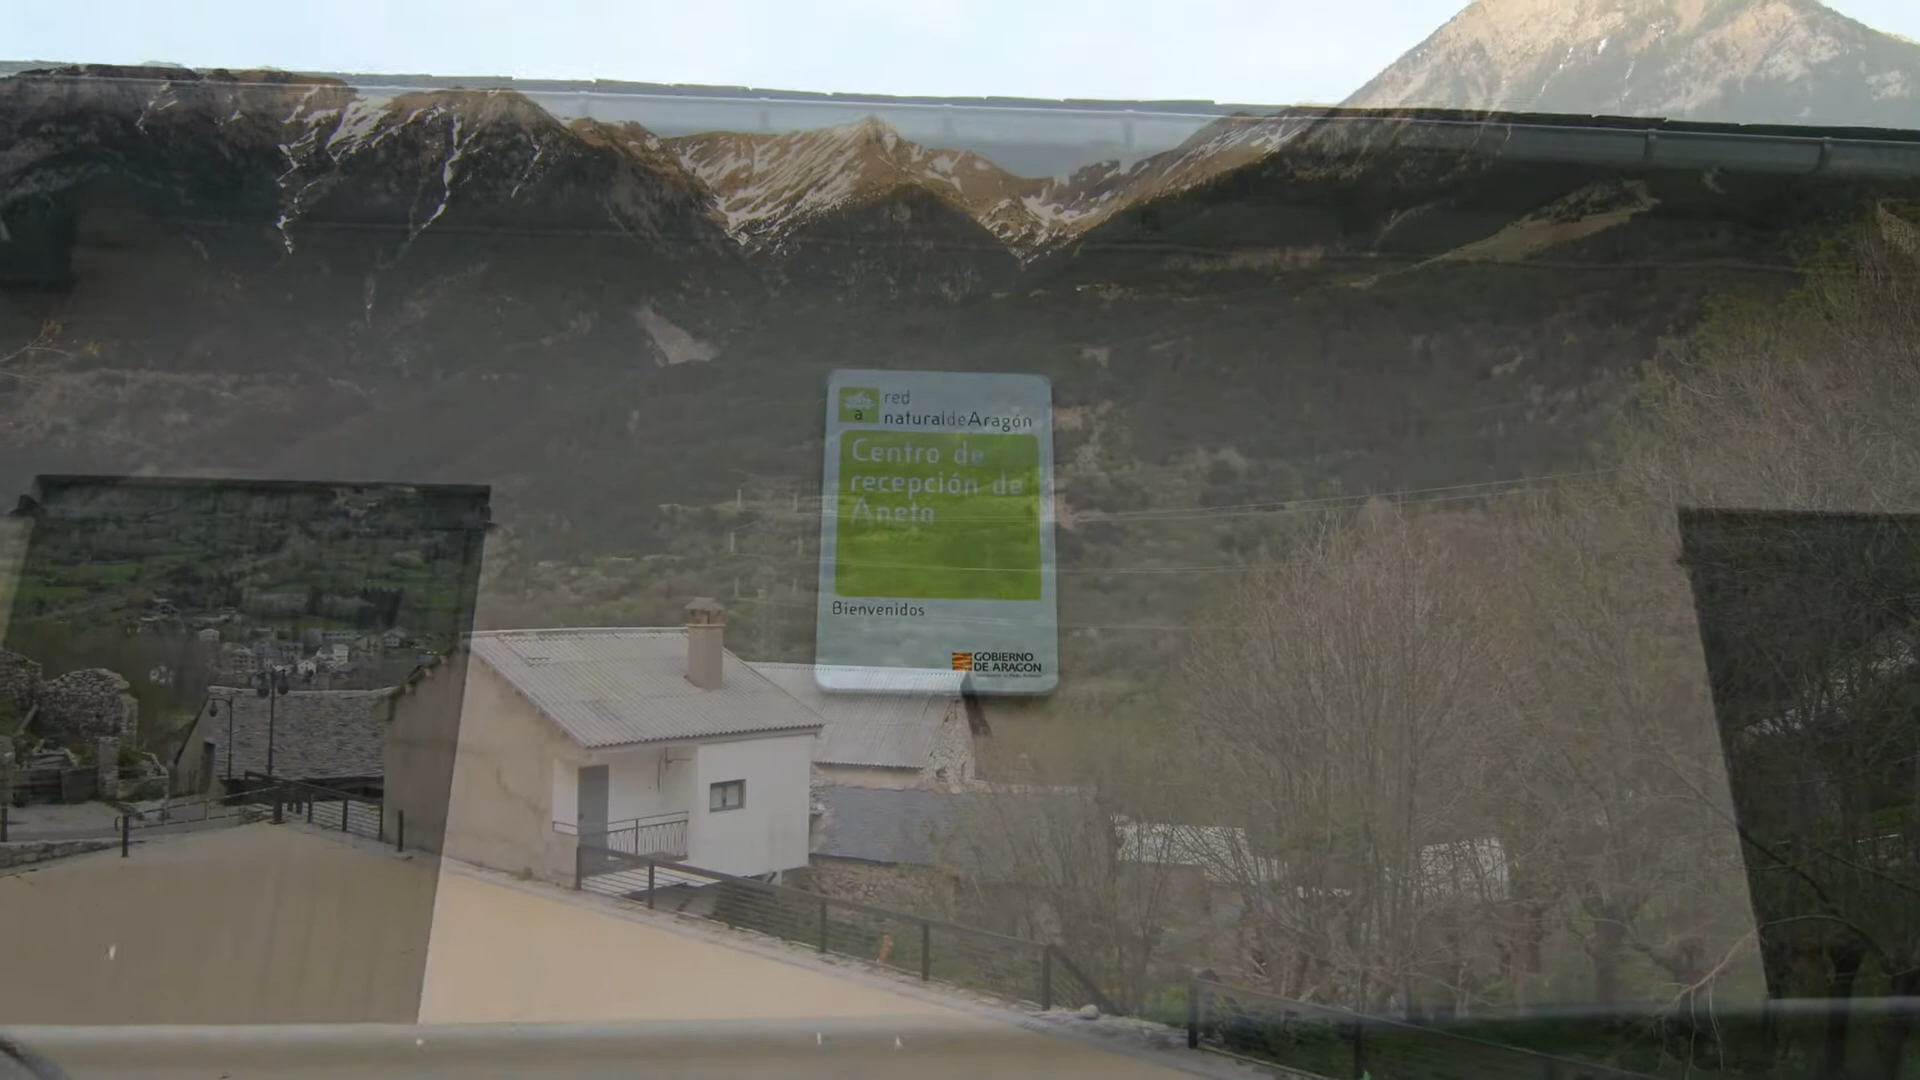 red
naturaldeAragón
a
Centro de
recepción de
Aneto
Bienvenidos
GOBIERNO
DE ARAGON